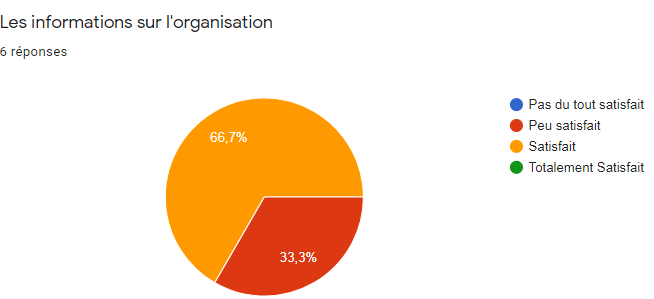 Les informations sur l'organisation
6 réponses
66,7%
33,3%
Pas du tout satisfait
Peu satisfait
Satisfait
Totalement Satisfait